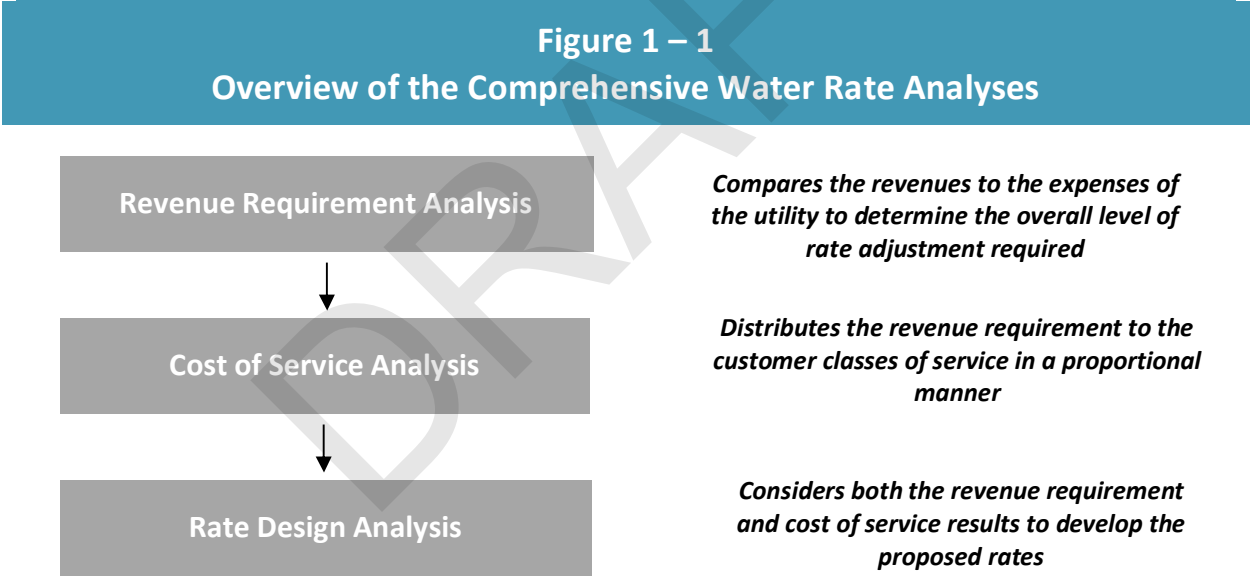 Figure 1 – 1
Overview of the Comprehensive Water Rate Analyses
Revenue Requirement Analysis
Compares the revenues to the expenses of
the utility to determine the overall level of
rate adjustment required
Cost of Service Analysis
Distributes the revenue requirement to the
customer classes of service in a proportional
manner
Rate Design Analysis
Considers both the revenue requirement
and cost of service results to develop the
proposed rates
DRAF